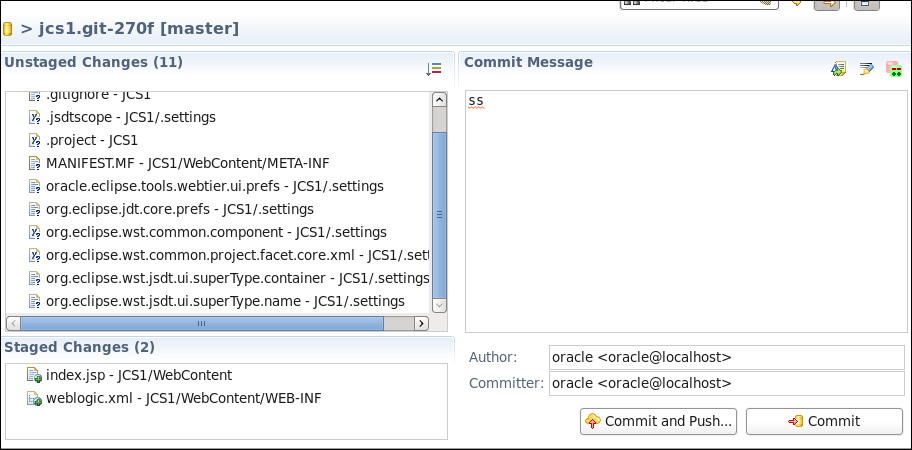 > jcs1.git-270f [master]
Unstaged Changes (11)
.gitignore - JCS1
.jsdtscope - JCS1/.settings
.project - JCS1
MANIFEST.MF - JCS1/WebContent/META-INF
oracle.eclipse.tools.webtier.ui.prefs - JCS1/.settings
org.eclipse.jdt.core.prefs - JCS1/.settings
org.eclipse.wst.common.component - JCS1/.settings
org.eclipse.wst.common.project.facet.core.xml - JCS1/.sett
org.eclipse.wst.jsdt.ui.superType.container - JCS1/.settings
org.eclipse.wst.jsdt.ui.superType.name - JCS1/.settings
Staged Changes (2)
index.jsp - JCS1/WebContent
weblogic.xml - JCS1/WebContent/WEB-INF
Commit Message
ss
Author: oracle <oracle@localhost>
Committer: oracle <oracle@localhost>
Commit and Push... Commit